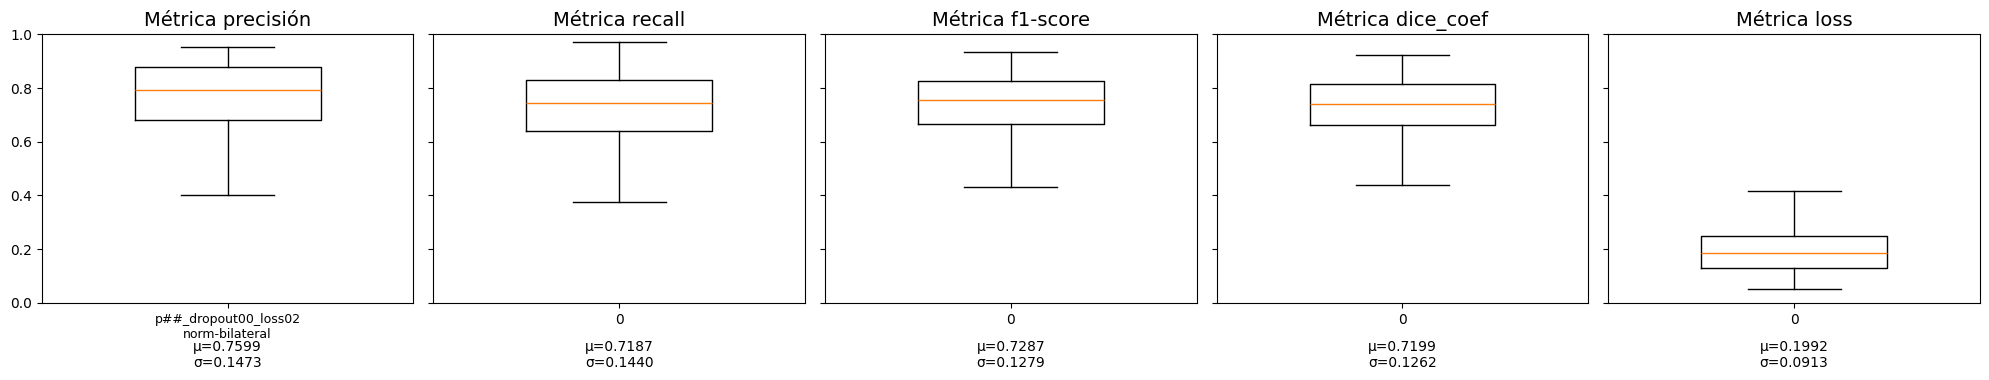 Métrica precisión
Métrica recall
Métrica f1-score
Métrica dice_coef
Métrica loss
1.0
0.8
0.6
0.4
0.2
0.0
p##_dropout00_loss02
norm-bilateral
μ=0.7599
σ=0.1473
0
μ=0.7187
σ=0.1440
0
μ=0.7287
σ=0.1279
0
μ=0.7199
σ=0.1262
0
μ=0.1992
σ=0.0913